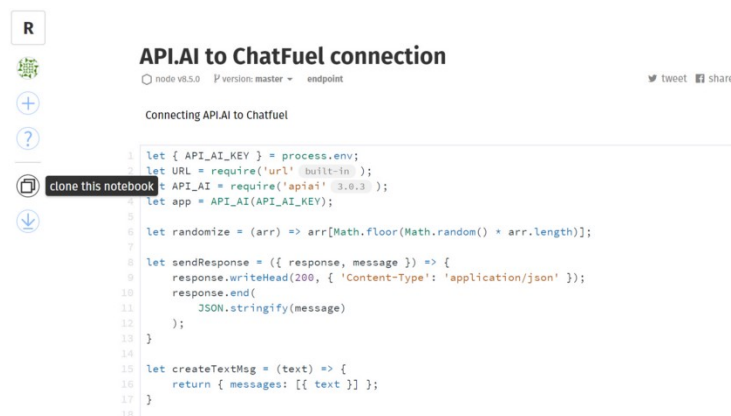 R
API.AI to ChatFuel connection
node v8.5.0 version: master endpoint
tweet share
Connecting API.AI to Chatfuel
?
clone this notebook
1 let { API_AI_KEY } = process.env;
let URL = require('url' built-in );
t API_AI = require('apiai' 3.0.3 );
4 let app = API_AI(API_AI_KEY);
5
6 let randomize = (arr) => arr[Math.floor(Math.random() * arr.length)];
7
8 let sendResponse = ({ response, message }) => {
9 response.writeHead(200, { 'Content-Type': 'application/json' });
10 response.end(
11 JSON.stringify(message)
12 );
13 }
14
15 let createTextMsg = (text) => {
16 return { messages: [{ text }] };
17 }
18